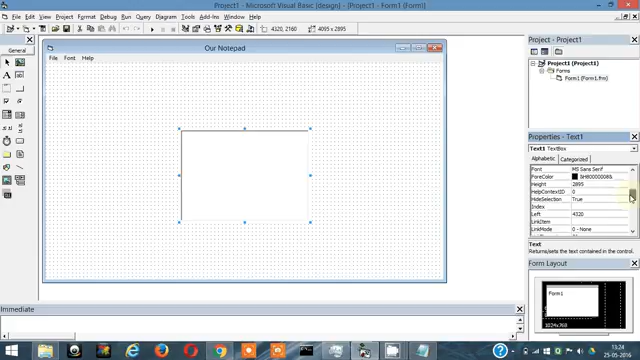 Project1 - Microsoft Visual Basic [design] - [Form1 (Form)]
File Edit View Project Format Debug Run Query Diagram Tools Add-Ins Window Help
4320, 2160
4095 x 2895
General
A
Our Notepad
File Font Help
Project - Project1
Project1 (Project1)
Forms
Form1 (Form1.frm)
Properties - Text1
Text1 TextBox
Alphabetic Categorized
Font MS Sans Serif
ForeColor &H80000008&
Height 2895
HelpContextID 0
HideSelection True
Index
Left 4320
LinkItem
LinkMode 0 - None
Text
Returns/sets the text contained in the control.
Form Layout
Form1
1024x768
Immediate
13:24
25-05-2016